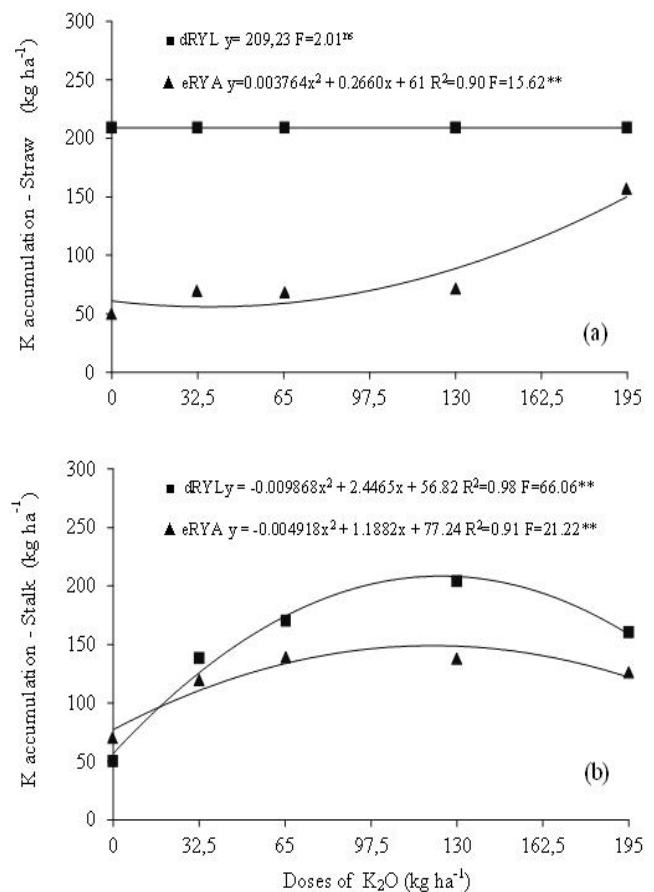 300
250
200
150
100
50
0
K accumulation - Straw (kg ha⁻¹)
dRYL y= 209,23 F=2.01ⁿˢ
eRYA y=0.003764x² + 0.2660x + 61 R²=0.90 F=15.62**
(a)
0 32,5 65 97,5 130 162,5 195
300
250
200
150
100
50
0
K accumulation - Stalk (kg ha⁻¹)
dRYLy = -0.009868x² + 2.4465x + 56.82 R²=0.98 F=66.06**
eRYA y = -0.004918x² + 1.1882x + 77.24 R²=0.91 F=21.22**
(b)
0 32,5 65 97,5 130 162,5 195
Doses of K₂O (kg ha⁻¹)